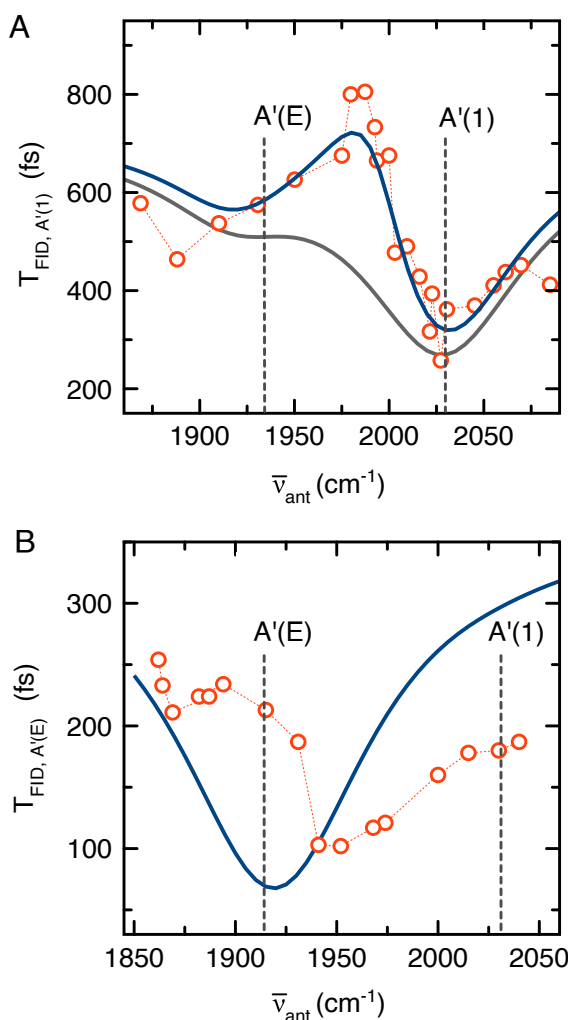 A
A'(E)
A'(1)
800
600
400
200
T_FID, A'(1) (fs)
1900
1950
2000
2050
ν̅_ant (cm⁻¹)
B
A'(E)
A'(1)
300
200
100
T_FID, A'(E) (fs)
1850
1900
1950
2000
2050
ν̅_ant (cm⁻¹)